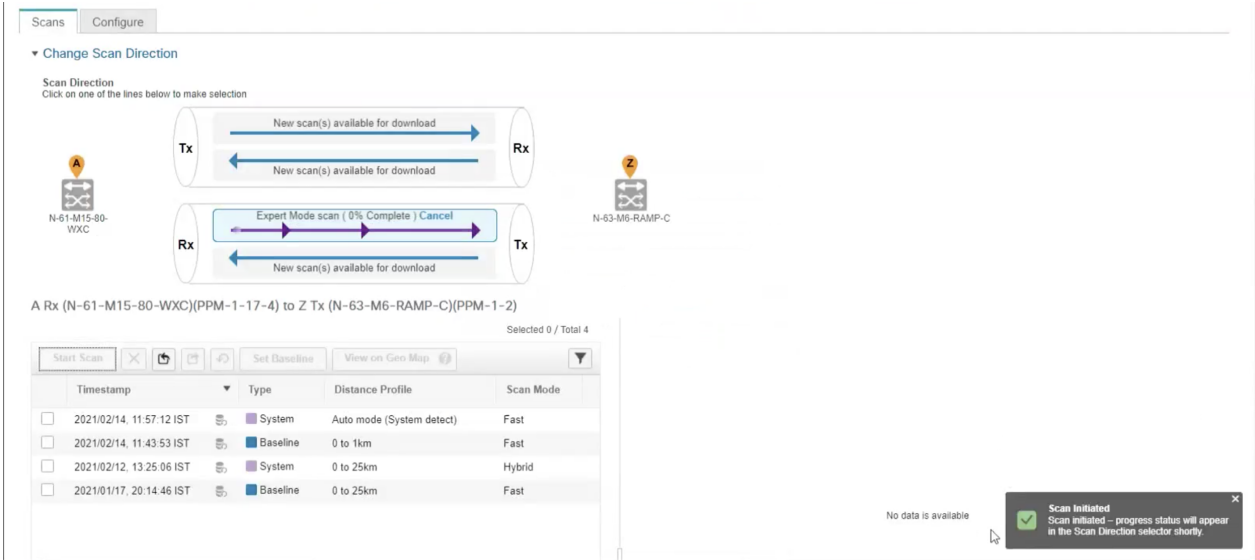 Scans
Configure
Change Scan Direction
Scan Direction
Click on one of the lines below to make selection
New scan(s) available for download
Tx
Rx
New scan(s) available for download
A
Z
N-61-M15-80-
WXC
N-63-M6-RAMP-C
Expert Mode scan ( 0% Complete ) Cancel
Rx
Tx
New scan(s) available for download
A Rx (N-61-M15-80-WXC)(PPM-1-17-4) to Z Tx (N-63-M6-RAMP-C)(PPM-1-2)
Selected 0 / Total 4
Start Scan
Set Baseline
View on Geo Map ?
Timestamp Type Distance Profile Scan Mode
2021/02/14, 11:57:12 IST System Auto mode (System detect) Fast
2021/02/14, 11:43:53 IST Baseline 0 to 1km Fast
2021/02/12, 13:25:06 IST System 0 to 25km Hybrid
2021/01/17, 20:14:46 IST Baseline 0 to 25km Fast
No data is available
Scan Initiated
Scan initiated – progress status will appear
in the Scan Direction selector shortly.